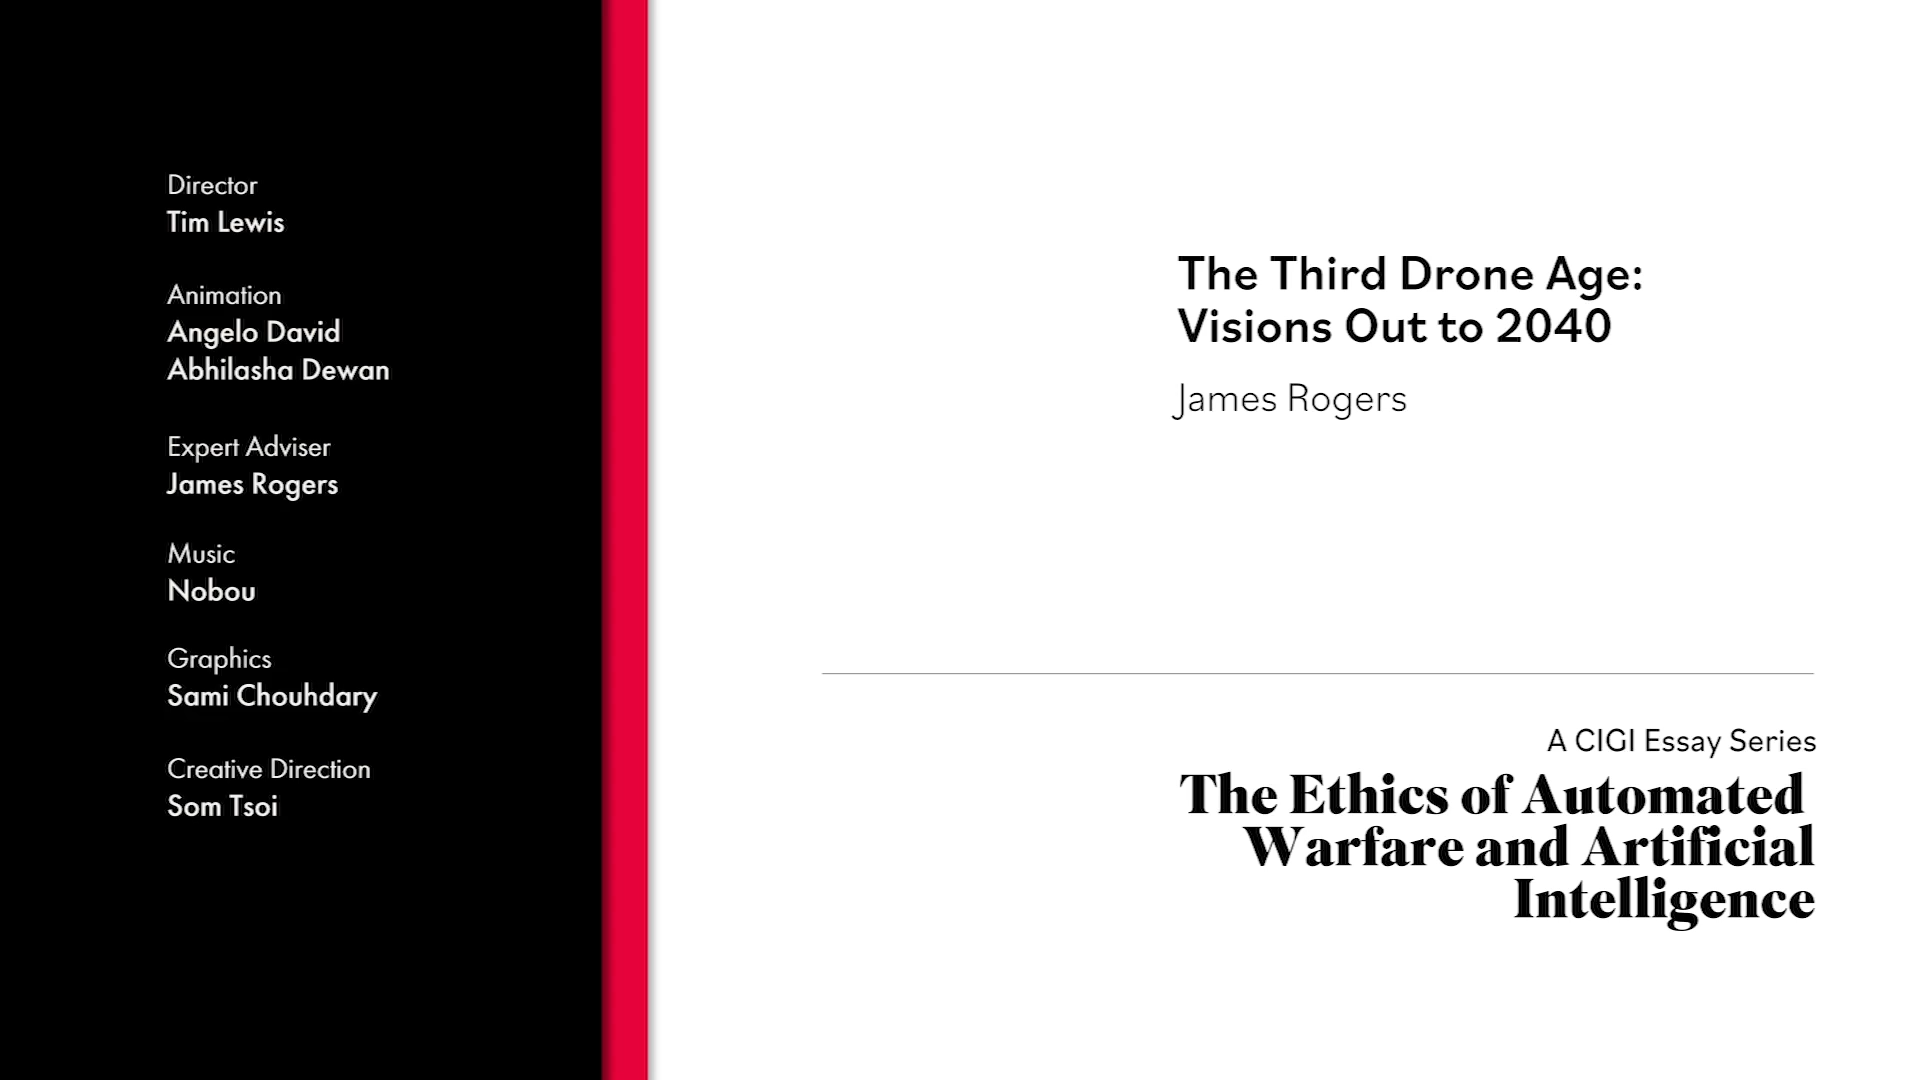 Director
Tim Lewis
Animation
Angelo David
Abhilasha Dewan
Expert Adviser
James Rogers
Music
Nobou
Graphics
Sami Chouhdary
Creative Direction
Som Tsoi
The Third Drone Age:
Visions Out to 2040
James Rogers
A CIGI Essay Series
The Ethics of Automated
Warfare and Artificial
Intelligence